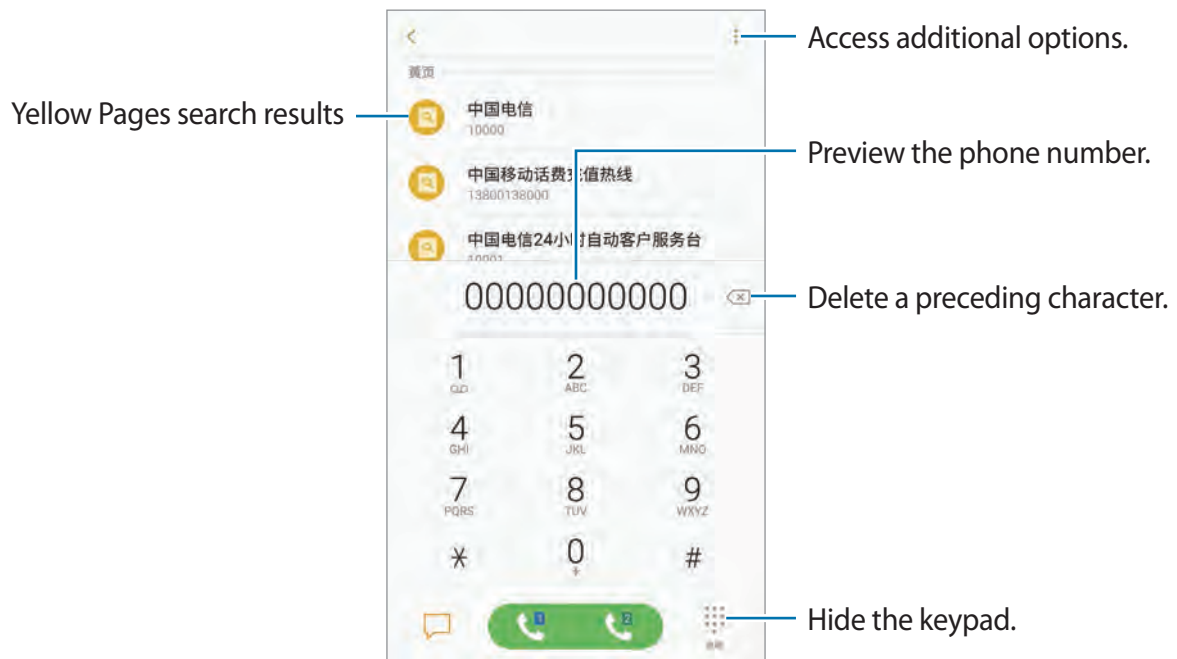 Access additional options.
黄页
Yellow Pages search results
中国电信
10000
中国移动话费充值热线
13800138000
Preview the phone number.
中国电信24小时自动客户服务台
10001
00000000000
Delete a preceding character.
1 2 3
ABC DEF
4 5 6
GHI JKL MNO
7 8 9
PQRS TUV WXYZ
* 0 #
+
1 2
Hide the keypad.